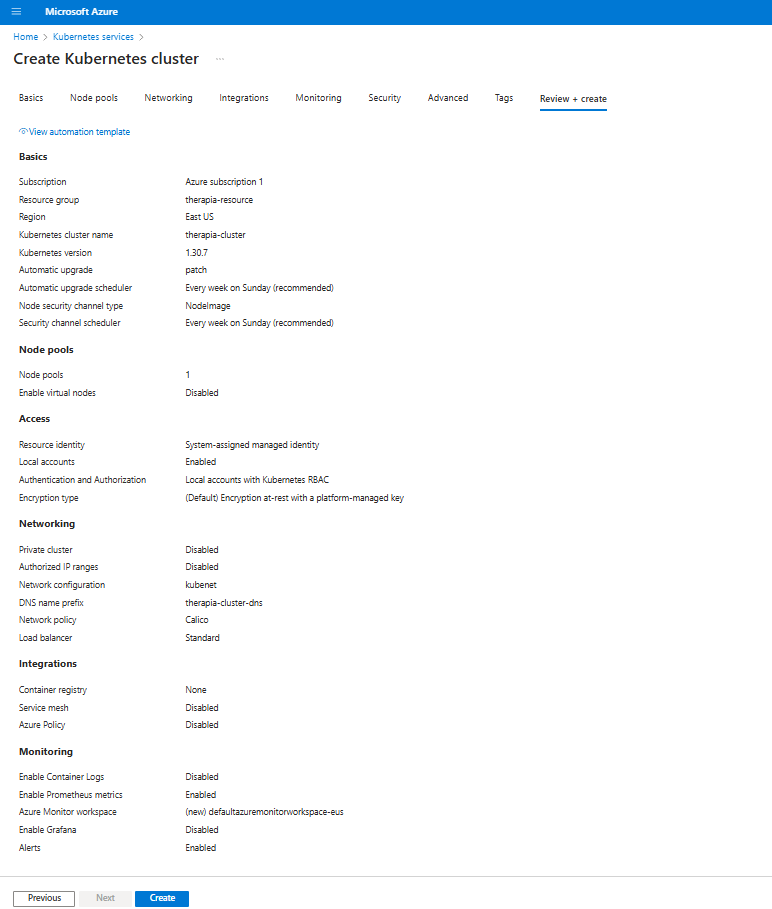 Microsoft Azure
Home > Kubernetes services >
Create Kubernetes cluster ...
Basics Node pools Networking Integrations Monitoring Security Advanced Tags Review + create
View automation template
Basics
Subscription Azure subscription 1
Resource group therapia-resource
Region East US
Kubernetes cluster name therapia-cluster
Kubernetes version 1.30.7
Automatic upgrade patch
Automatic upgrade scheduler Every week on Sunday (recommended)
Node security channel type NodeImage
Security channel scheduler Every week on Sunday (recommended)
Node pools
Node pools 1
Enable virtual nodes Disabled
Access
Resource identity System-assigned managed identity
Local accounts Enabled
Authentication and Authorization Local accounts with Kubernetes RBAC
Encryption type (Default) Encryption at-rest with a platform-managed key
Networking
Private cluster Disabled
Authorized IP ranges Disabled
Network configuration kubenet
DNS name prefix therapia-cluster-dns
Network policy Calico
Load balancer Standard
Integrations
Container registry None
Service mesh Disabled
Azure Policy Disabled
Monitoring
Enable Container Logs Disabled
Enable Prometheus metrics Enabled
Azure Monitor workspace (new) defaultazuremonitorworkspace-eus
Enable Grafana Disabled
Alerts Enabled
Previous Next Create